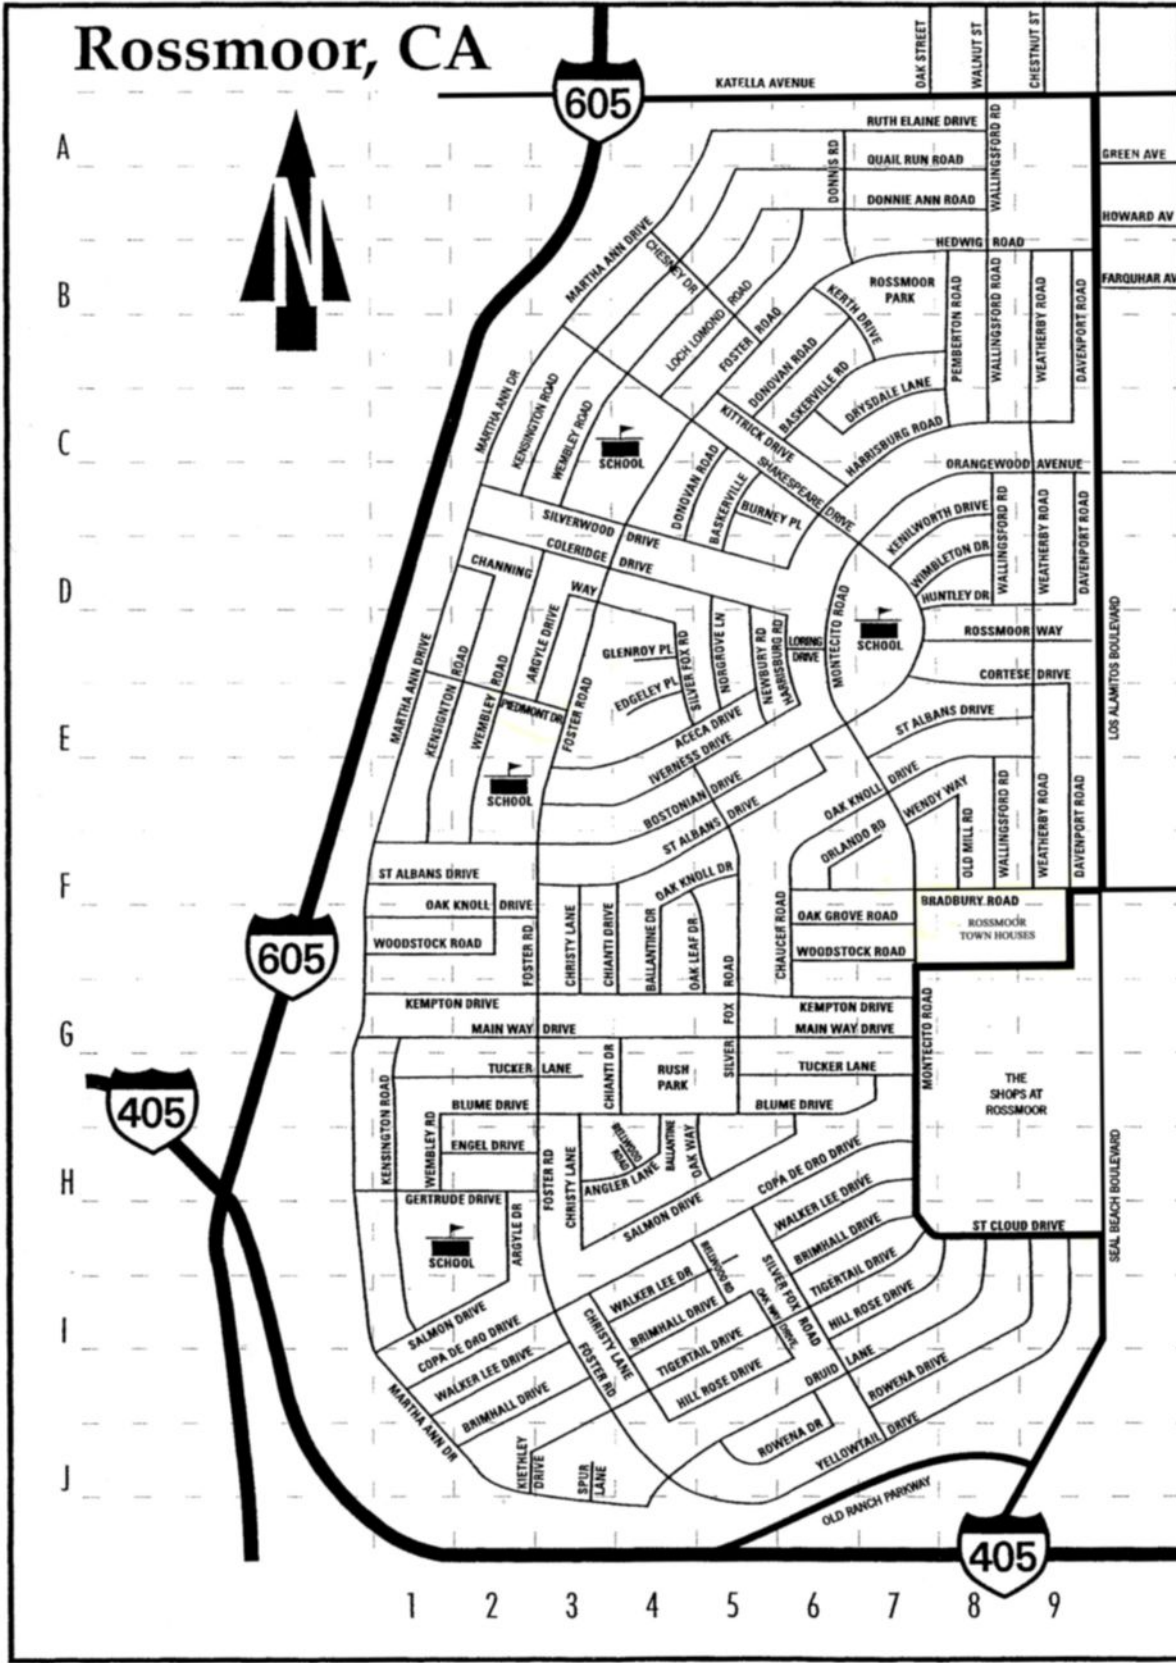 Rossmoor, CA
605
KATELLA AVENUE
OAK STREET
WALNUT ST
CHESTNUT ST
A
RUTH ELAINE DRIVE
QUAIL RUN ROAD
DONNIS RD
DONNIE ANN ROAD
WALLINGSFORD RD
GREEN AVE
HOWARD AV
N
HEDWIG ROAD
MARTHA ANN DRIVE
CHESNEY DR
B
ROSSMOOR
PARK
KERTH DRIVE
LOCH LOMOND ROAD
FOSTER ROAD
DONOVAN ROAD
BASKERVILLE RD
PEMBERTON ROAD
WALLINGSFORD ROAD
WEATHERBY ROAD
DAVENPORT ROAD
FARQUHAR AV
MARTHA ANN DR
KENSINGTON ROAD
WEMBLEY ROAD
DRYSDALE LANE
C
SCHOOL
KITTRICK DRIVE
HARRISBURG ROAD
ORANGEWOOD AVENUE
DONOVAN ROAD
BASKERVILLE
SHAKESPEARE DRIVE
BURNEY PL
SILVERWOOD DRIVE
COLERIDGE DRIVE
KENILWORTH DRIVE
WIMBLETON DR
HUNTLEY DR
WALLINGSFORD RD
WEATHERBY ROAD
DAVENPORT ROAD
D
CHANNING WAY
ARGYLE DRIVE
MONTECITO ROAD
SCHOOL
ROSSMOOR WAY
LOS ALAMITOS BOULEVARD
GLENROY PL
EDGELEY PL
SILVER FOX RD
NORGROVE LN
NEWBURY RD
HARRISBURG RD
LORING
DRIVE
CORTESE DRIVE
MARTHA ANN DRIVE
KENSIGNTON ROAD
WEMBLEY ROAD
PIEDMONT DR
FOSTER ROAD
E
ACECA DRIVE
IVERNESS DRIVE
ST ALBANS DRIVE
SCHOOL
BOSTONIAN DRIVE
ST ALBANS DRIVE
OAK KNOLL DRIVE
WENDY WAY
ORLANDO RD
OLD MILL RD
WALLINGSFORD RD
WEATHERBY ROAD
DAVENPORT ROAD
F
ST ALBANS DRIVE
OAK KNOLL DR
OAK KNOLL DRIVE
WOODSTOCK ROAD
FOSTER RD
CHRISTY LANE
CHIANTI DRIVE
BALLANTINE DR
OAK LEAF DR
SILVER FOX ROAD
CHAUCER ROAD
OAK GROVE ROAD
WOODSTOCK ROAD
BRADBURY ROAD
ROSSMOOR
TOWN HOUSES
605
KEMPTON DRIVE
KEMPTON DRIVE
G
MAIN WAY DRIVE
MAIN WAY DRIVE
MONTECITO ROAD
405
TUCKER LANE
CHIANTI DR
RUSH
PARK
TUCKER LANE
THE
SHOPS AT
ROSSMOOR
KENSINGTON ROAD
BLUME DRIVE
BLUME DRIVE
WEMBLEY RD
ENGEL DRIVE
BELLWOOD
ROAD
BALLANTINE
OAK WAY
H
FOSTER RD
CHRISTY LANE
ANGLER LANE
COPA DE ORO DRIVE
GERTRUDE DRIVE
WALKER LEE DRIVE
SALMON DRIVE
SCHOOL
ARGYLE DR
BRIMHALL DRIVE
ST CLOUD DRIVE
SEAL BEACH BOULEVARD
BELLWOOD RD
SILVER FOX ROAD
TIGERTAIL DRIVE
WALKER LEE DR
HILL ROSE DRIVE
I
SALMON DRIVE
COPA DE ORO DRIVE
CHRISTY LANE
BRIMHALL DRIVE
OAK WAY DRIVE
WALKER LEE DRIVE
FOSTER RD
TIGERTAIL DRIVE
DRUID LANE
MARTHA ANN DR
BRIMHALL DRIVE
HILL ROSE DRIVE
ROWENA DRIVE
ROWENA DR
YELLOWTAIL DRIVE
J
KIETHLEY
DRIVE
SPUR
LANE
OLD RANCH PARKWAY
405
1 2 3 4 5 6 7 8 9